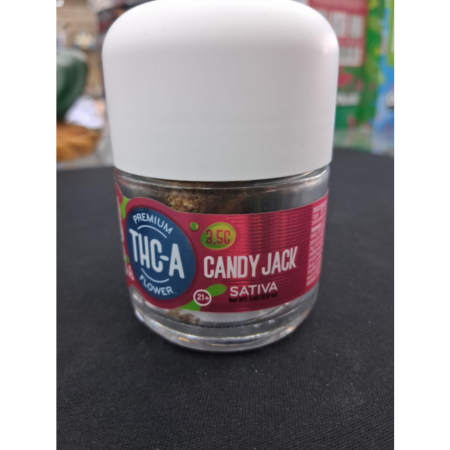 PREMIUM
THC-A
FLOWER
3.5G
CANDY JACK
21+
SATIVA